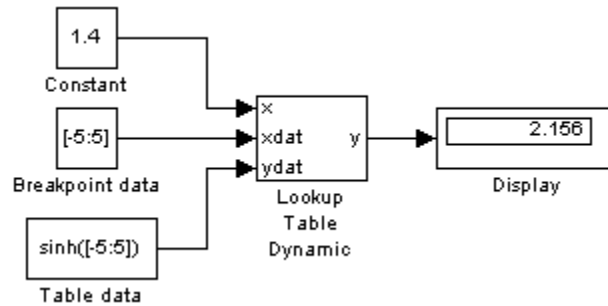 1.4
Constant
[-5:5]
Breakpoint data
sinh([-5:5])
Table data
x
xdat
ydat
y
Lookup
Table
Dynamic
2.156
Display